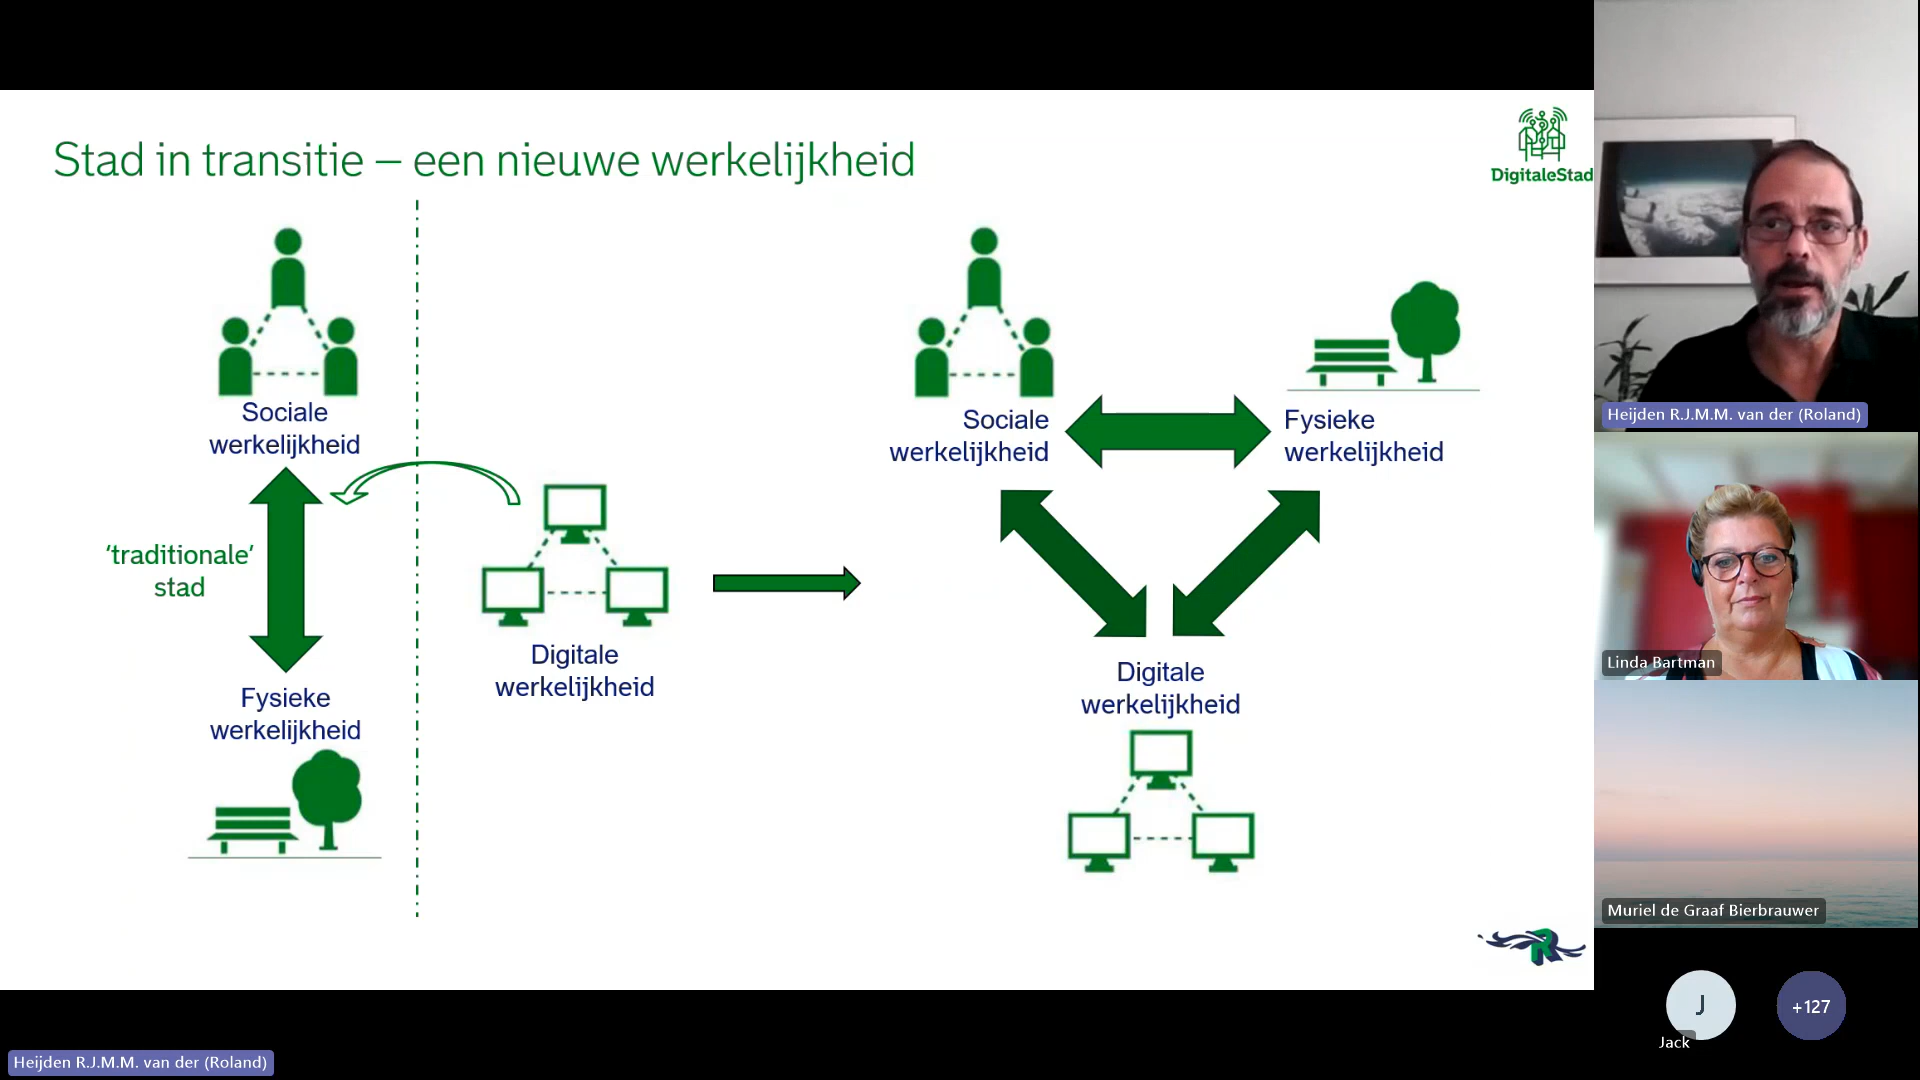 Stad in transitie – een nieuwe werkelijkheid
DigitaleStad
Sociale
werkelijkheid
'traditionale'
stad
Fysieke
werkelijkheid
Digitale
werkelijkheid
Sociale
werkelijkheid
Fysieke
werkelijkheid
Digitale
werkelijkheid
R
Heijden R.J.M.M. van der (Roland)
Linda Bartman
Muriel de Graaf Bierbrauwer
J
Jack
+127
Heijden R.J.M.M. van der (Roland)